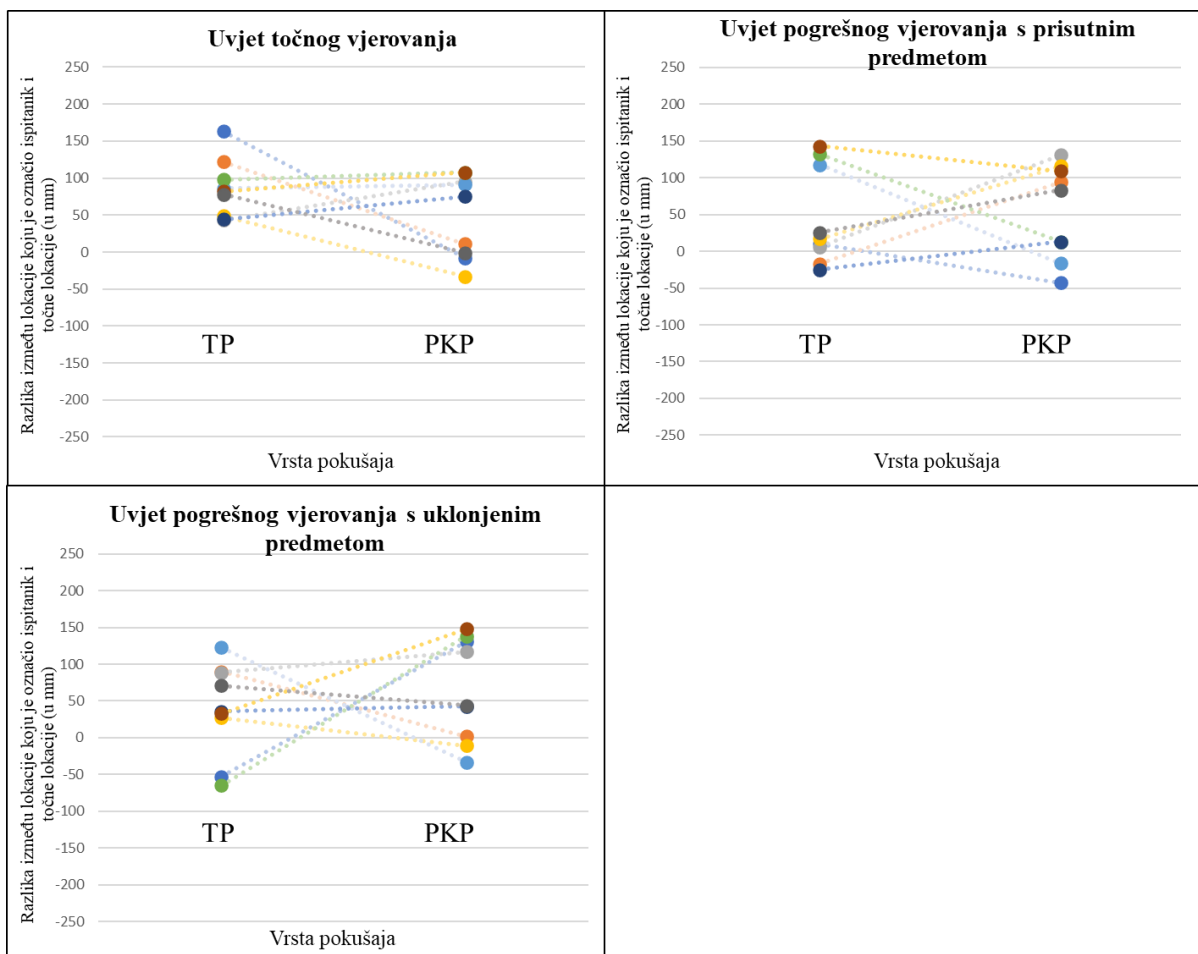 Uvjet točnog vjerovanja
Razlika između lokacije koju je označio ispitanik i
točne lokacije (u mm)
250
200
150
100
50
0
-50
-100
-150
-200
-250
TP
PKP
Vrsta pokušaja
Uvjet pogrešnog vjerovanja s prisutnim
predmetom
Razlika između lokacije koju je označio ispitanik i
točne lokacije (u mm)
250
200
150
100
50
0
-50
-100
-150
-200
-250
TP
PKP
Vrsta pokušaja
Uvjet pogrešnog vjerovanja s uklonjenim
predmetom
Razlika između lokacije koju je označio ispitanik i
točne lokacije (u mm)
250
200
150
100
50
0
-50
-100
-150
-200
-250
TP
PKP
Vrsta pokušaja